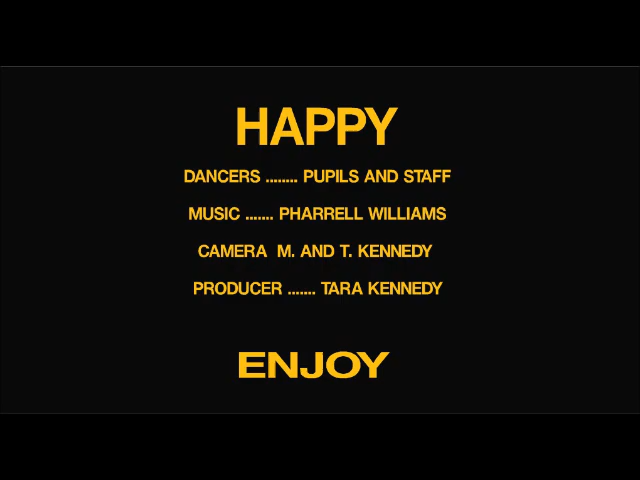 HAPPY
DANCERS ........ PUPILS AND STAFF
MUSIC ....... PHARRELL WILLIAMS
CAMERA  M. AND T. KENNEDY
PRODUCER ....... TARA KENNEDY
ENJOY